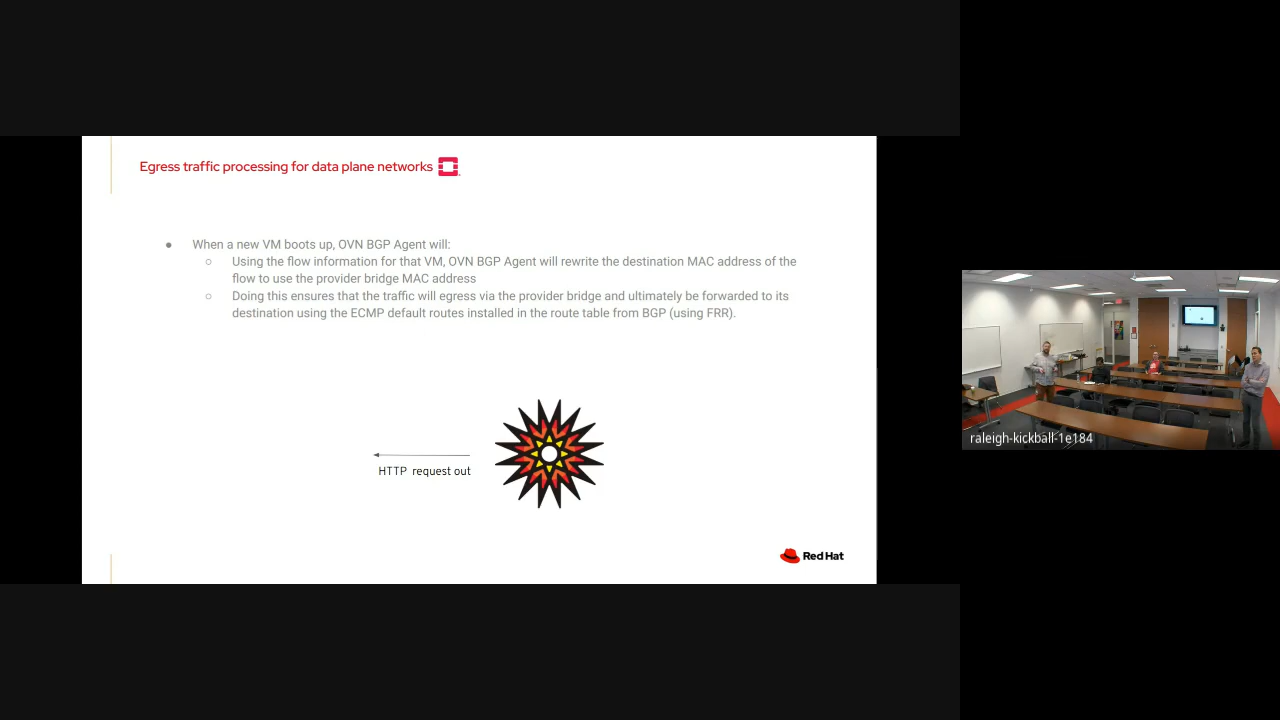 Egress traffic processing for data plane networks
● When a new VM boots up, OVN BGP Agent will:
○ Using the flow information for that VM, OVN BGP Agent will rewrite the destination MAC address of the
flow to use the provider bridge MAC address
○ Doing this ensures that the traffic will egress via the provider bridge and ultimately be forwarded to its
destination using the ECMP default routes installed in the route table from BGP (using FRR).
HTTP request out
Red Hat
raleigh-kickball-1e184